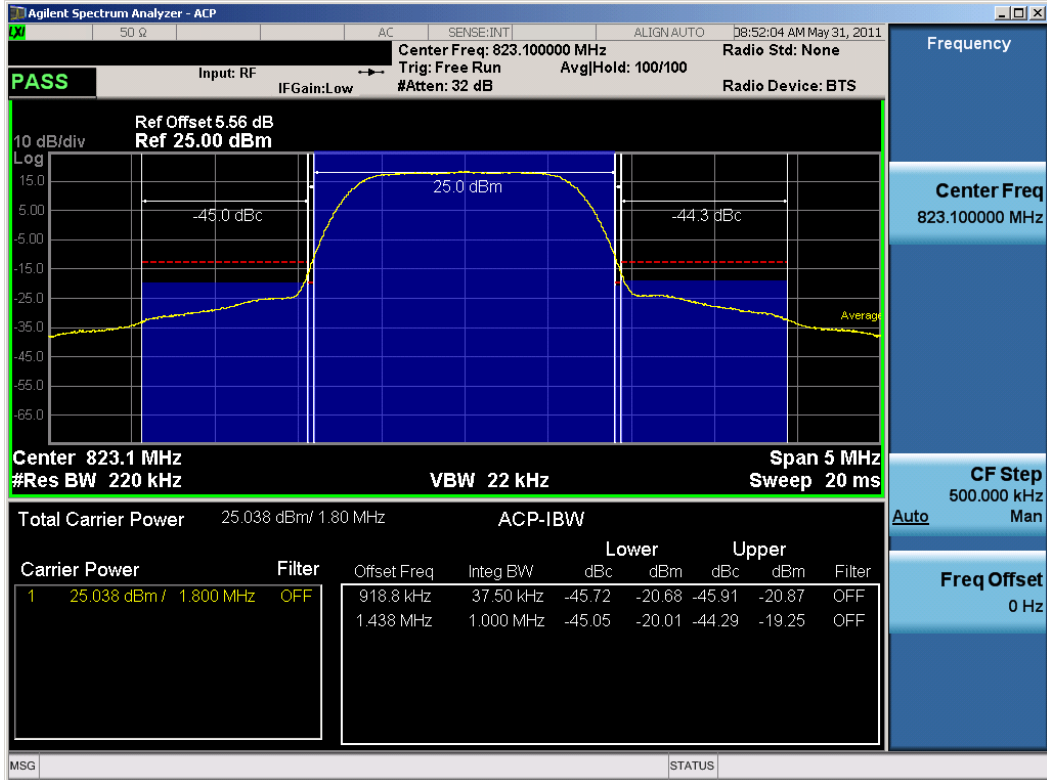 Agilent Spectrum Analyzer - ACP
LXI 50 Ω AC SENSE:INT ALIGN AUTO 08:52:04 AM May 31, 2011
Center Freq: 823.100000 MHz Radio Std: None
Input: RF Trig: Free Run Avg|Hold: 100/100
PASS IFGain:Low #Atten: 32 dB Radio Device: BTS
Ref Offset 5.56 dB
10 dB/div Ref 25.00 dBm
Log
15.0
5.00
-5.00
-15.0
-25.0
-35.0
-45.0
-55.0
-65.0
-45.0 dBc 25.0 dBm -44.3 dBc
Average
Center 823.1 MHz Span 5 MHz
#Res BW 220 kHz VBW 22 kHz Sweep 20 ms
Total Carrier Power 25.038 dBm/ 1.80 MHz ACP-IBW
Lower Upper
Carrier Power Filter Offset Freq Integ BW dBc dBm dBc dBm Filter
1 25.038 dBm / 1.800 MHz OFF 918.8 kHz 37.50 kHz -45.72 -20.68 -45.91 -20.87 OFF
1.438 MHz 1.000 MHz -45.05 -20.01 -44.29 -19.25 OFF
Frequency
Center Freq
823.100000 MHz
CF Step
500.000 kHz
Auto Man
Freq Offset
0 Hz
MSG STATUS